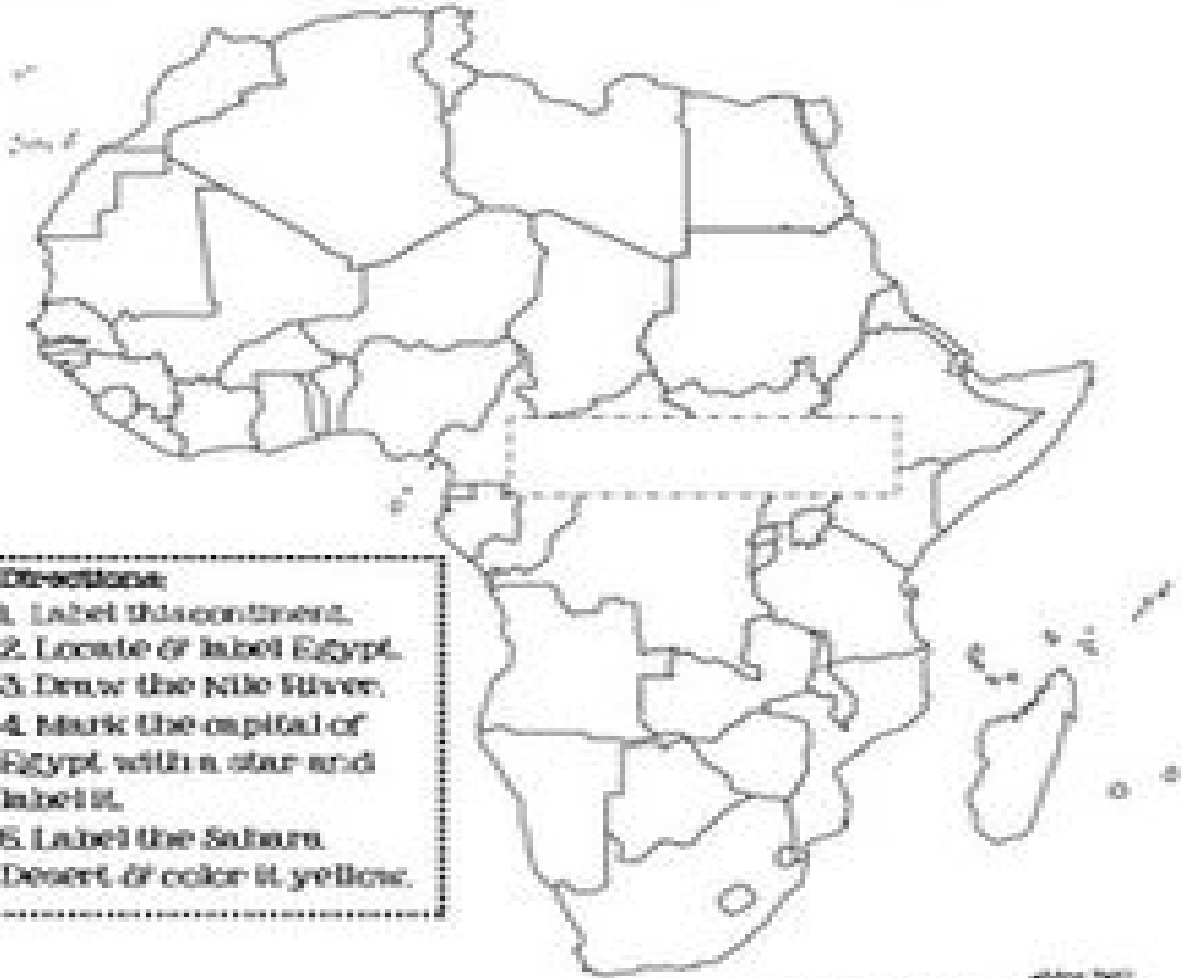 Directions:
1. Label this continent.
2. Locate & label Egypt.
3. Draw the Nile River.
4. Mark the capital of
Egypt with a star and
label it.
5. Label the Sahara
Desert & color it yellow.